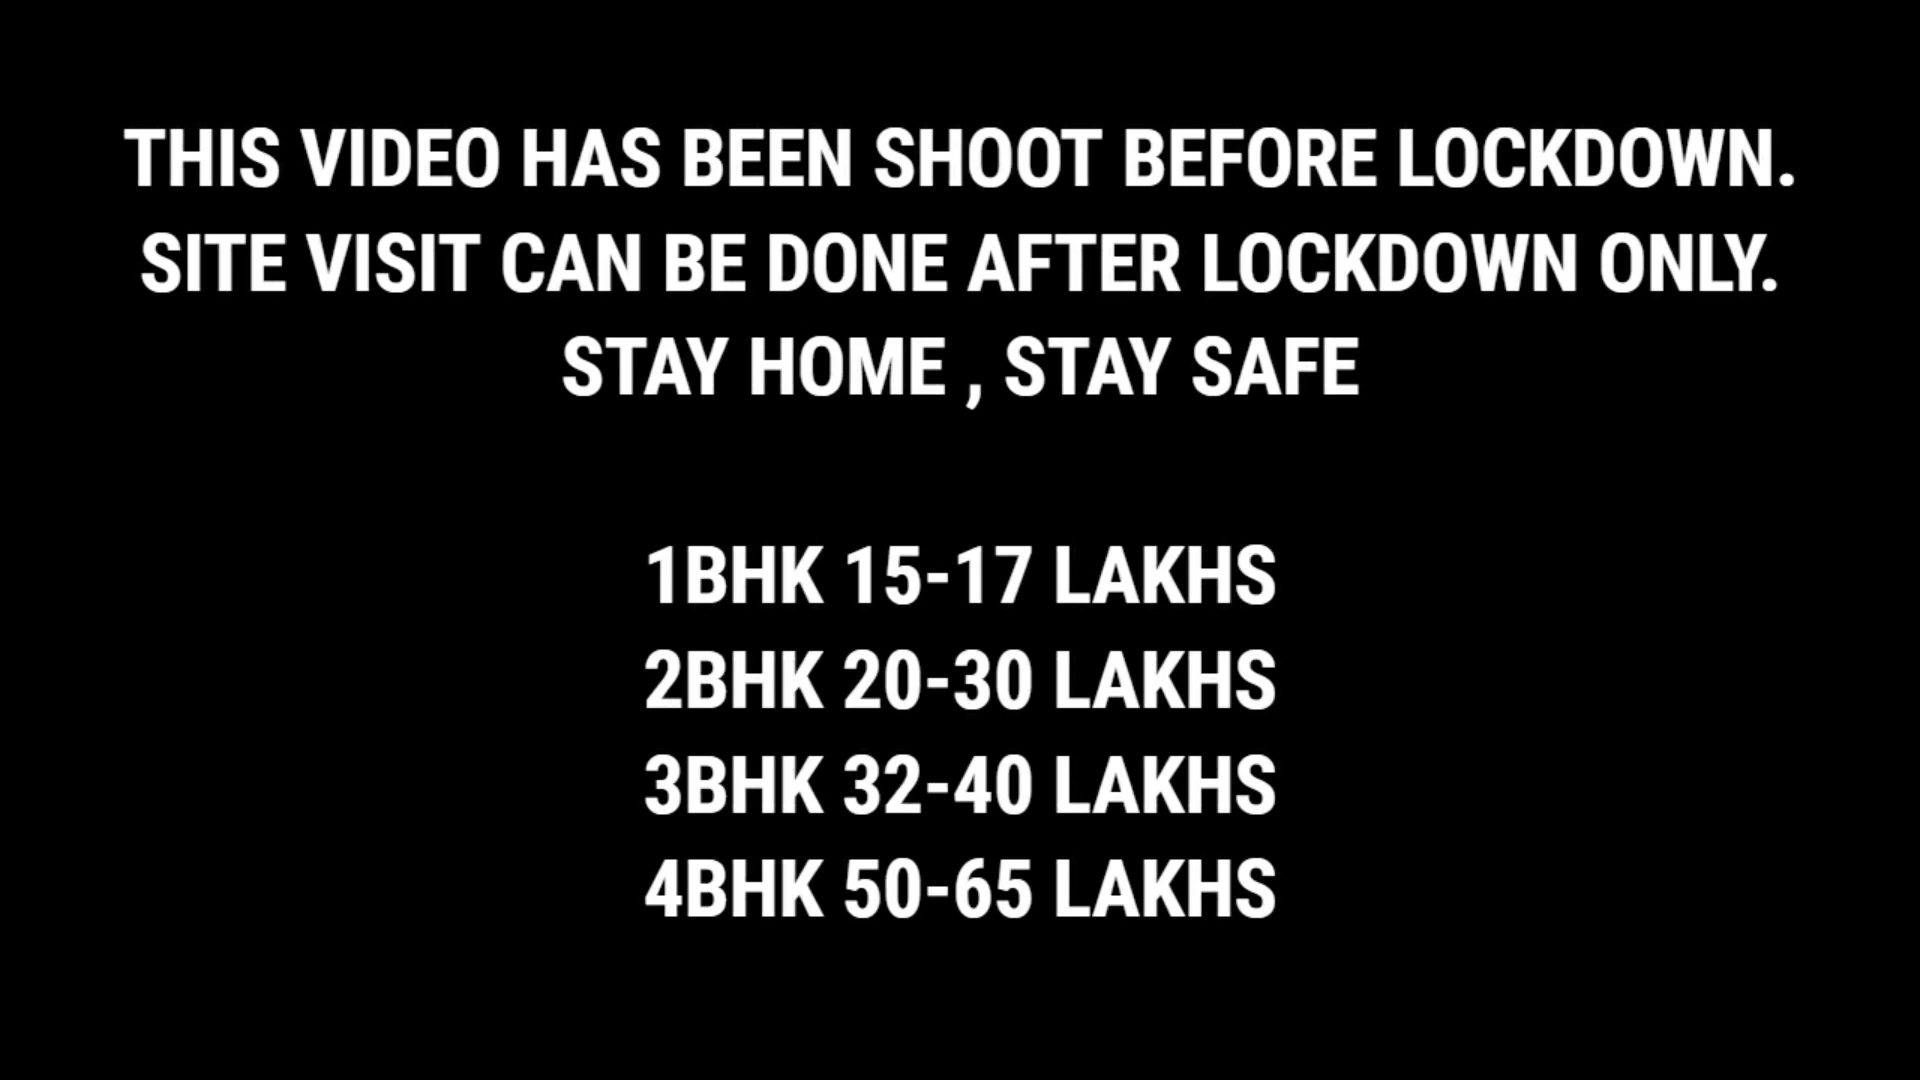 THIS VIDEO HAS BEEN SHOOT BEFORE LOCKDOWN.
SITE VISIT CAN BE DONE AFTER LOCKDOWN ONLY.
STAY HOME , STAY SAFE
1BHK 15-17 LAKHS
2BHK 20-30 LAKHS
3BHK 32-40 LAKHS
4BHK 50-65 LAKHS